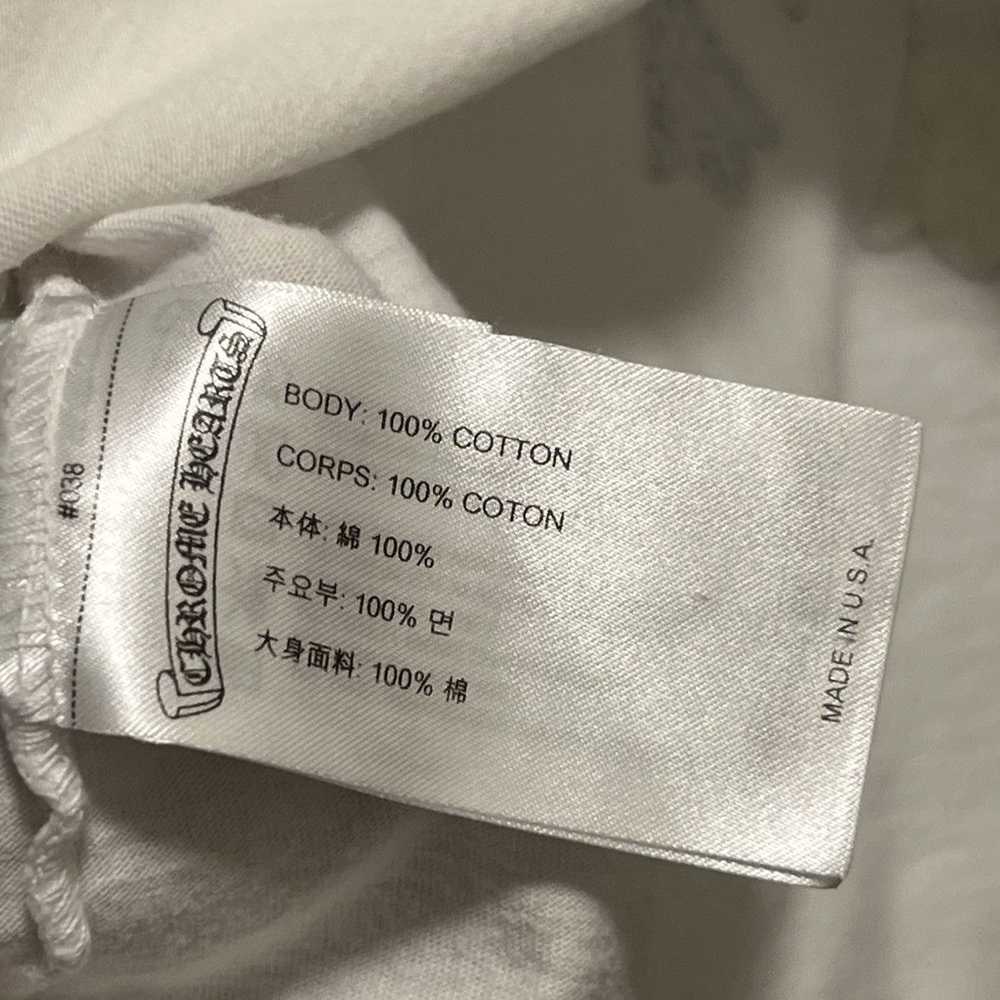 #038
CHROME HEARTS
BODY: 100% COTTON
CORPS: 100% COTON
本体: 綿 100%
주요부: 100% 면
大身面料: 100% 棉
MADE IN U.S.A.